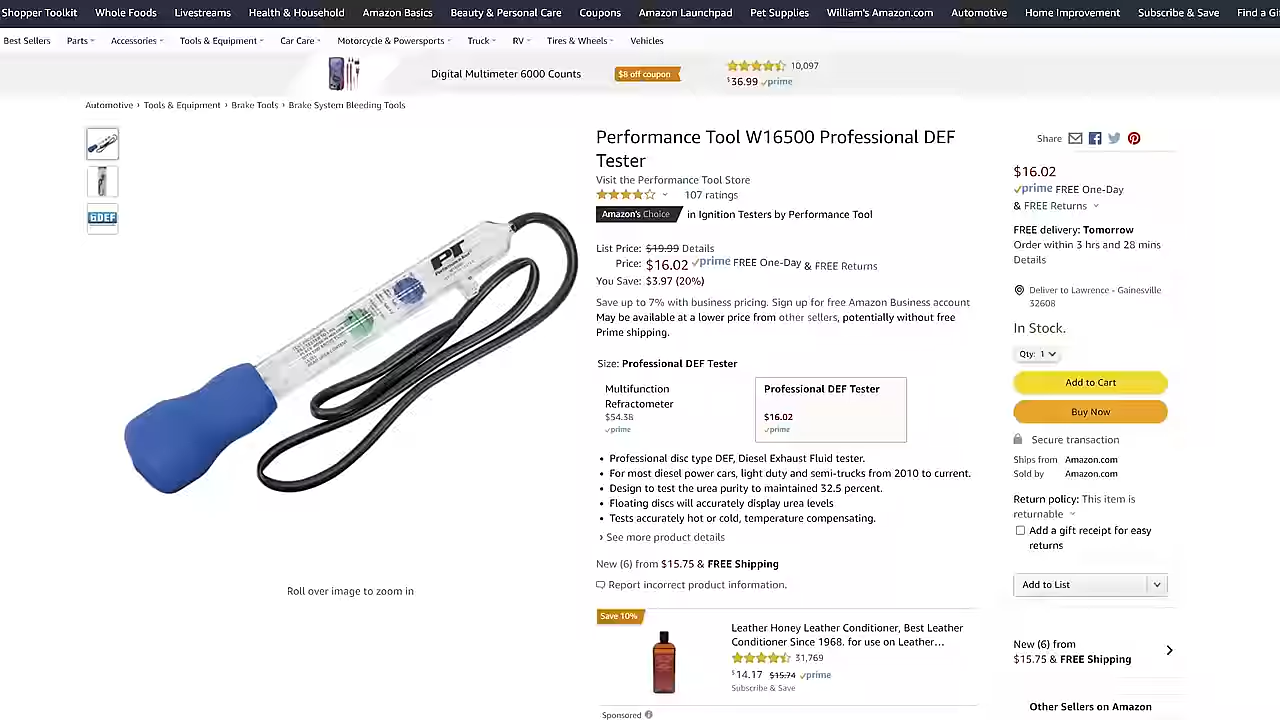 Shopper Toolkit Whole Foods Livestreams Health & Household Amazon Basics Beauty & Personal Care Coupons Amazon Launchpad Pet Supplies William's Amazon.com Automotive Home Improvement Subscribe & Save Find a Gi
Best Sellers Parts Accessories Tools & Equipment Car Care Motorcycle & Powersports Truck RV Tires & Wheels Vehicles
Digital Multimeter 6000 Counts $8 off coupon 10,097
$36.99 prime
Automotive › Tools & Equipment › Brake Tools › Brake System Bleeding Tools
6DEF
PT
Performance Tool
Roll over image to zoom in
Performance Tool W16500 Professional DEF
Tester
Visit the Performance Tool Store
107 ratings
Amazon's Choice in Ignition Testers by Performance Tool
List Price: $19.99 Details
Price: $16.02 prime FREE One-Day & FREE Returns
You Save: $3.97 (20%)
Save up to 7% with business pricing. Sign up for free Amazon Business account
May be available at a lower price from other sellers, potentially without free
Prime shipping.
Size: Professional DEF Tester
Multifunction
Refractometer
$54.38
prime
Professional DEF Tester
$16.02
prime
• Professional disc type DEF, Diesel Exhaust Fluid tester.
• For most diesel power cars, light duty and semi-trucks from 2010 to current.
• Design to test the urea purity to maintained 32.5 percent.
• Floating discs will accurately display urea levels
• Tests accurately hot or cold, temperature compensating.
› See more product details
New (6) from $15.75 & FREE Shipping
Report incorrect product information.
Save 10%
Leather Honey Leather Conditioner, Best Leather
Conditioner Since 1968. for use on Leather...
31,769
$14.17 $15.74 prime
Subscribe & Save
Sponsored
Share
$16.02
prime FREE One-Day
& FREE Returns
FREE delivery: Tomorrow
Order within 3 hrs and 28 mins
Details
Deliver to Lawrence - Gainesville
32608
In Stock.
Qty: 1
Add to Cart
Buy Now
Secure transaction
Ships from Amazon.com
Sold by Amazon.com
Return policy: This item is
returnable
Add a gift receipt for easy
returns
Add to List
New (6) from
$15.75 & FREE Shipping
Other Sellers on Amazon